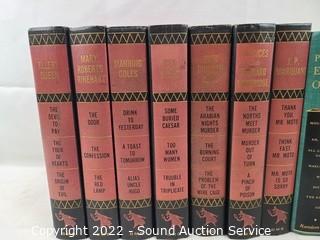 ELLERY
QUEEN
THE
DEVIL
TO
PAY
THE
FOUR OF
HEARTS
THE
ORIGIN OF
EVIL
MARY
ROBERTS
RINEHART
THE
DOOR
THE
CONFESSION
THE
RED
LAMP
MANNING
COLES
DRINK
TO
YESTERDAY
A TOAST
TO
TOMORROW
ALIAS
UNCLE
HUGO
SOME
BURIED
CAESAR
TOO
MANY
WOMEN
TROUBLE
IN
TRIPLICATE
THE
ARABIAN
NIGHTS
MURDER
THE
BURNING
COURT
THE
PROBLEM OF
THE
WIRE CAGE
THE
NORTHS
MEET
MURDER
MURDER
OUT
OF
TURN
A
PINCH OF
POISON
J. P.
MARQUAND
THANK
YOU,
MR. MOTO
THINK
FAST
MR. MOTO
MR. MOTO
IS SO
SORRY
Copyright 2022 - Sound Auction Service